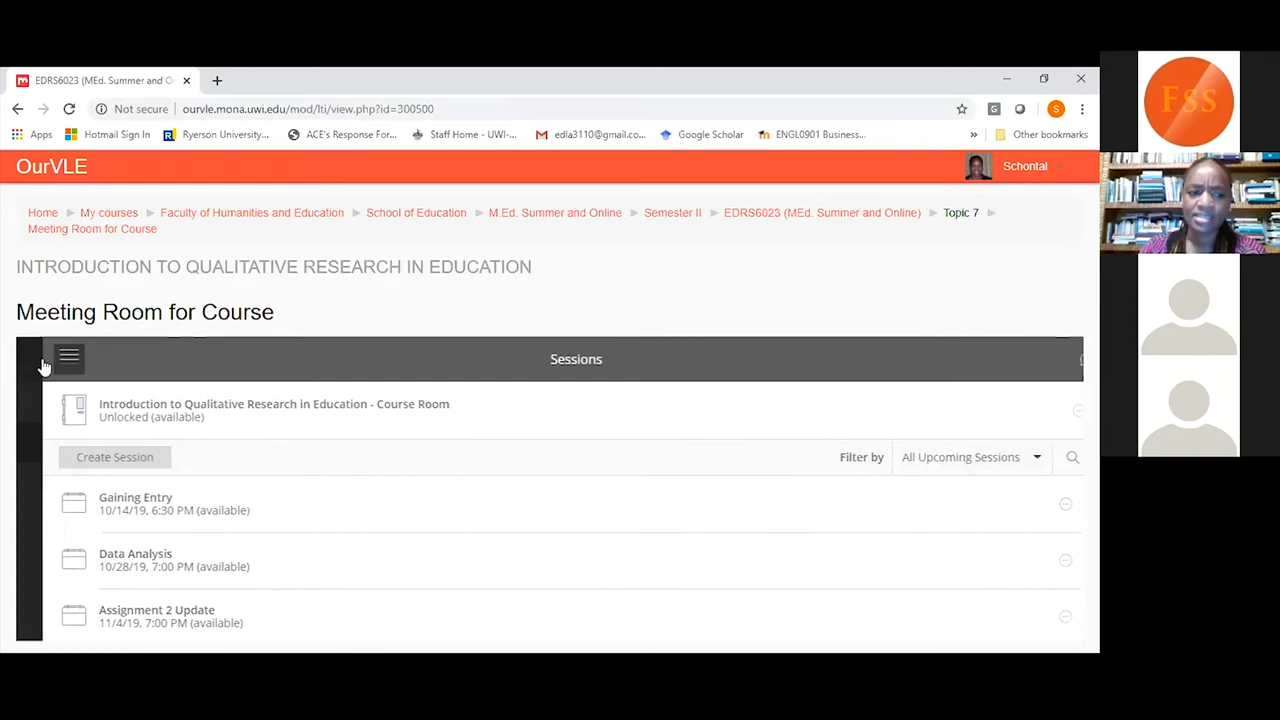 EDRS6023 (MEd. Summer and O
Not secure ourvle.mona.uwi.edu/mod/lti/view.php?id=300500
Apps Hotmail Sign In Ryerson University... ACE's Response For... Staff Home - UWI-... edla3110@gmail.co... Google Scholar ENGL0901 Business... » Other bookmarks
OurVLE Schontal
Home My courses Faculty of Humanities and Education School of Education M.Ed. Summer and Online Semester II EDRS6023 (MEd. Summer and Online) Topic 7
Meeting Room for Course
INTRODUCTION TO QUALITATIVE RESEARCH IN EDUCATION
Meeting Room for Course
Sessions
Introduction to Qualitative Research in Education - Course Room
Unlocked (available)
Create Session Filter by All Upcoming Sessions
Gaining Entry
10/14/19, 6:30 PM (available)
Data Analysis
10/28/19, 7:00 PM (available)
Assignment 2 Update
11/4/19, 7:00 PM (available)
Fss
S
G